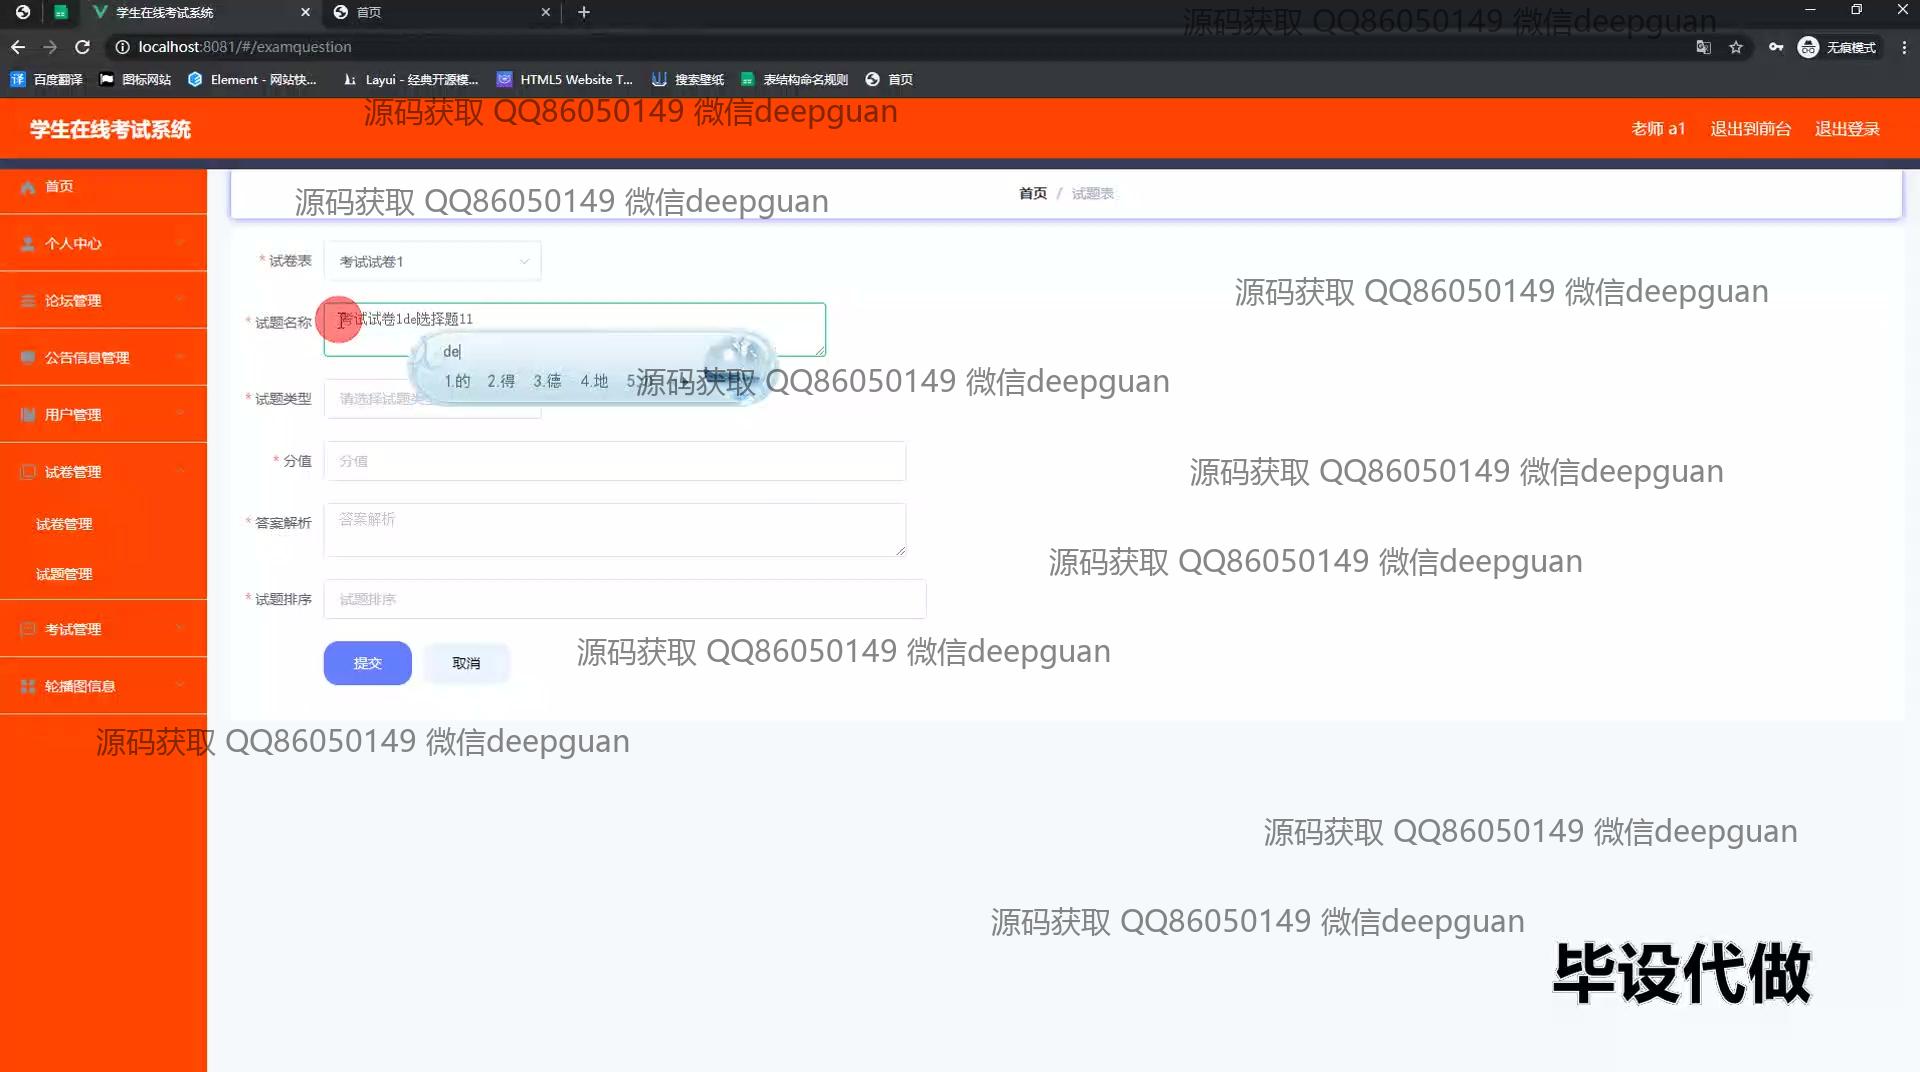 学生在线考试系统
首页
localhost:8081/#/examquestion
无痕模式
百度翻译
图标网站
Element - 网站快...
Layui - 经典开源模...
HTML5 Website T...
搜索壁纸
表结构命名规则
首页
源码获取 QQ86050149 微信deepguan
学生在线考试系统
源码获取 QQ86050149 微信deepguan
老师 a1
退出到前台
退出登录
首页
个人中心
论坛管理
公告信息管理
用户管理
试卷管理
试卷管理
试题管理
考试管理
轮播图信息
源码获取 QQ86050149 微信deepguan
首页 / 试题表
* 试卷表
考试试卷1
源码获取 QQ86050149 微信deepguan
* 试题名称
考试试卷1de选择题11
de
1.的 2.得 3.德 4.地
源码获取 QQ86050149 微信deepguan
* 试题类型
请选择试题类
* 分值
分值
源码获取 QQ86050149 微信deepguan
* 答案解析
答案解析
源码获取 QQ86050149 微信deepguan
* 试题排序
试题排序
提交
取消
源码获取 QQ86050149 微信deepguan
源码获取 QQ86050149 微信deepguan
源码获取 QQ86050149 微信deepguan
源码获取 QQ86050149 微信deepguan
毕设代做